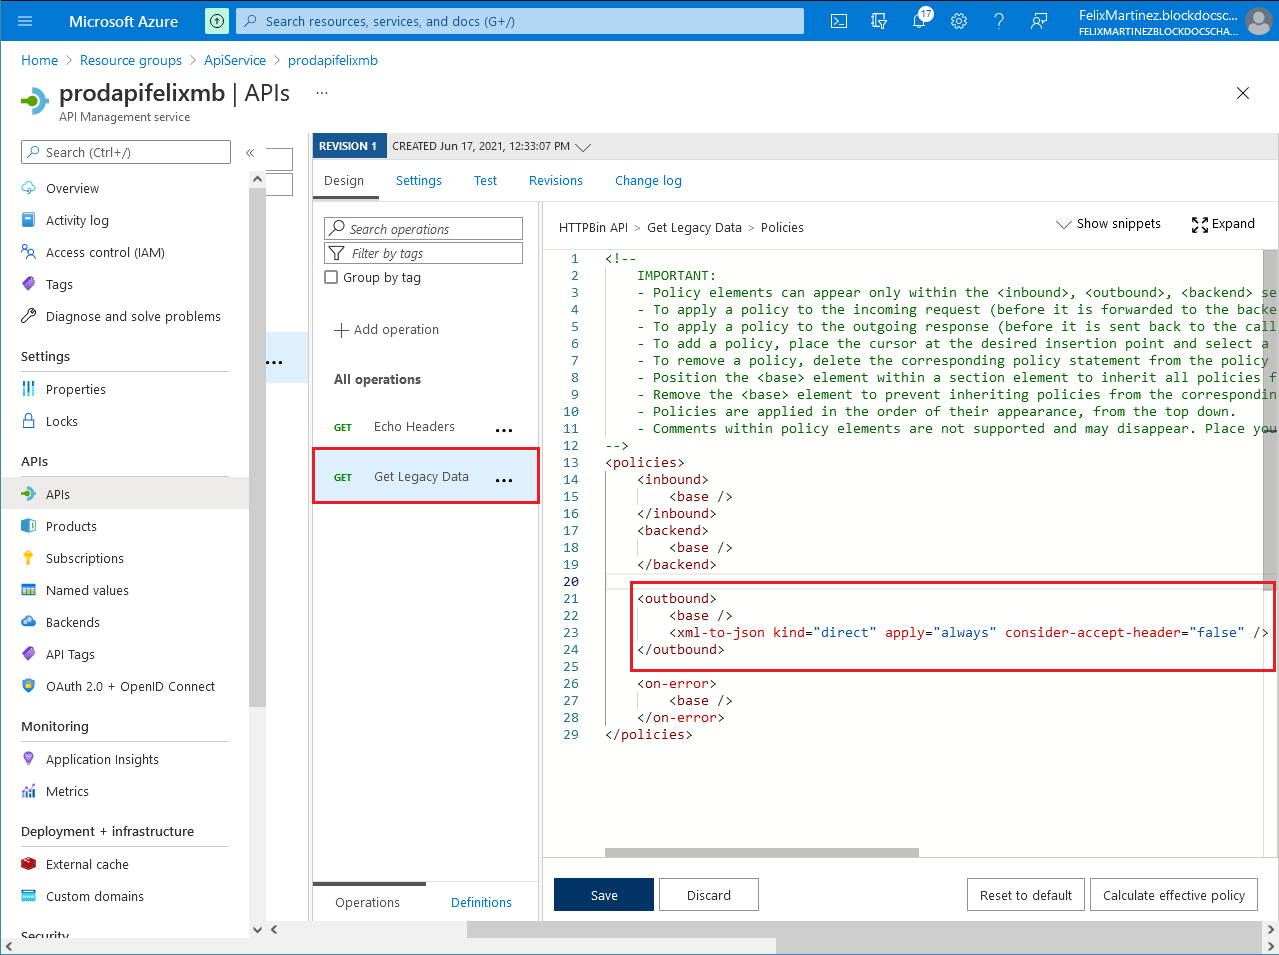 Microsoft Azure
Search resources, services, and docs (G+/)
17
FelixMartinez.blockdocsc...
FELIXMARTINEZBLOCKDOCSCHA...
Home > Resource groups > ApiService > prodapifelixmb
prodapifelixmb | APIs ...
API Management service
Search (Ctrl+/)
«
Overview
Activity log
Access control (IAM)
Tags
Diagnose and solve problems
Settings
Properties
Locks
APIs
APIs
Products
Subscriptions
Named values
Backends
API Tags
OAuth 2.0 + OpenID Connect
Monitoring
Application Insights
Metrics
Deployment + infrastructure
External cache
Custom domains
Security
REVISION 1 CREATED Jun 17, 2021, 12:33:07 PM
Design Settings Test Revisions Change log
Search operations
Filter by tags
Group by tag
Add operation
All operations
GET Echo Headers ...
GET Get Legacy Data ...
Operations Definitions
HTTPBin API > Get Legacy Data > Policies
Show snippets Expand
1 <!--
2 IMPORTANT:
3 - Policy elements can appear only within the <inbound>, <outbound>, <backend> se
4 - To apply a policy to the incoming request (before it is forwarded to the backe
5 - To apply a policy to the outgoing response (before it is sent back to the call
6 - To add a policy, place the cursor at the desired insertion point and select a
7 - To remove a policy, delete the corresponding policy statement from the policy
8 - Position the <base> element within a section element to inherit all policies f
9 - Remove the <base> element to prevent inheriting policies from the correspondin
10 - Policies are applied in the order of their appearance, from the top down.
11 - Comments within policy elements are not supported and may disappear. Place you
12 -->
13 <policies>
14 <inbound>
15 <base />
16 </inbound>
17 <backend>
18 <base />
19 </backend>
20
21 <outbound>
22 <base />
23 <xml-to-json kind="direct" apply="always" consider-accept-header="false" />
24 </outbound>
25
26 <on-error>
27 <base />
28 </on-error>
29 </policies>
Save Discard Reset to default Calculate effective policy